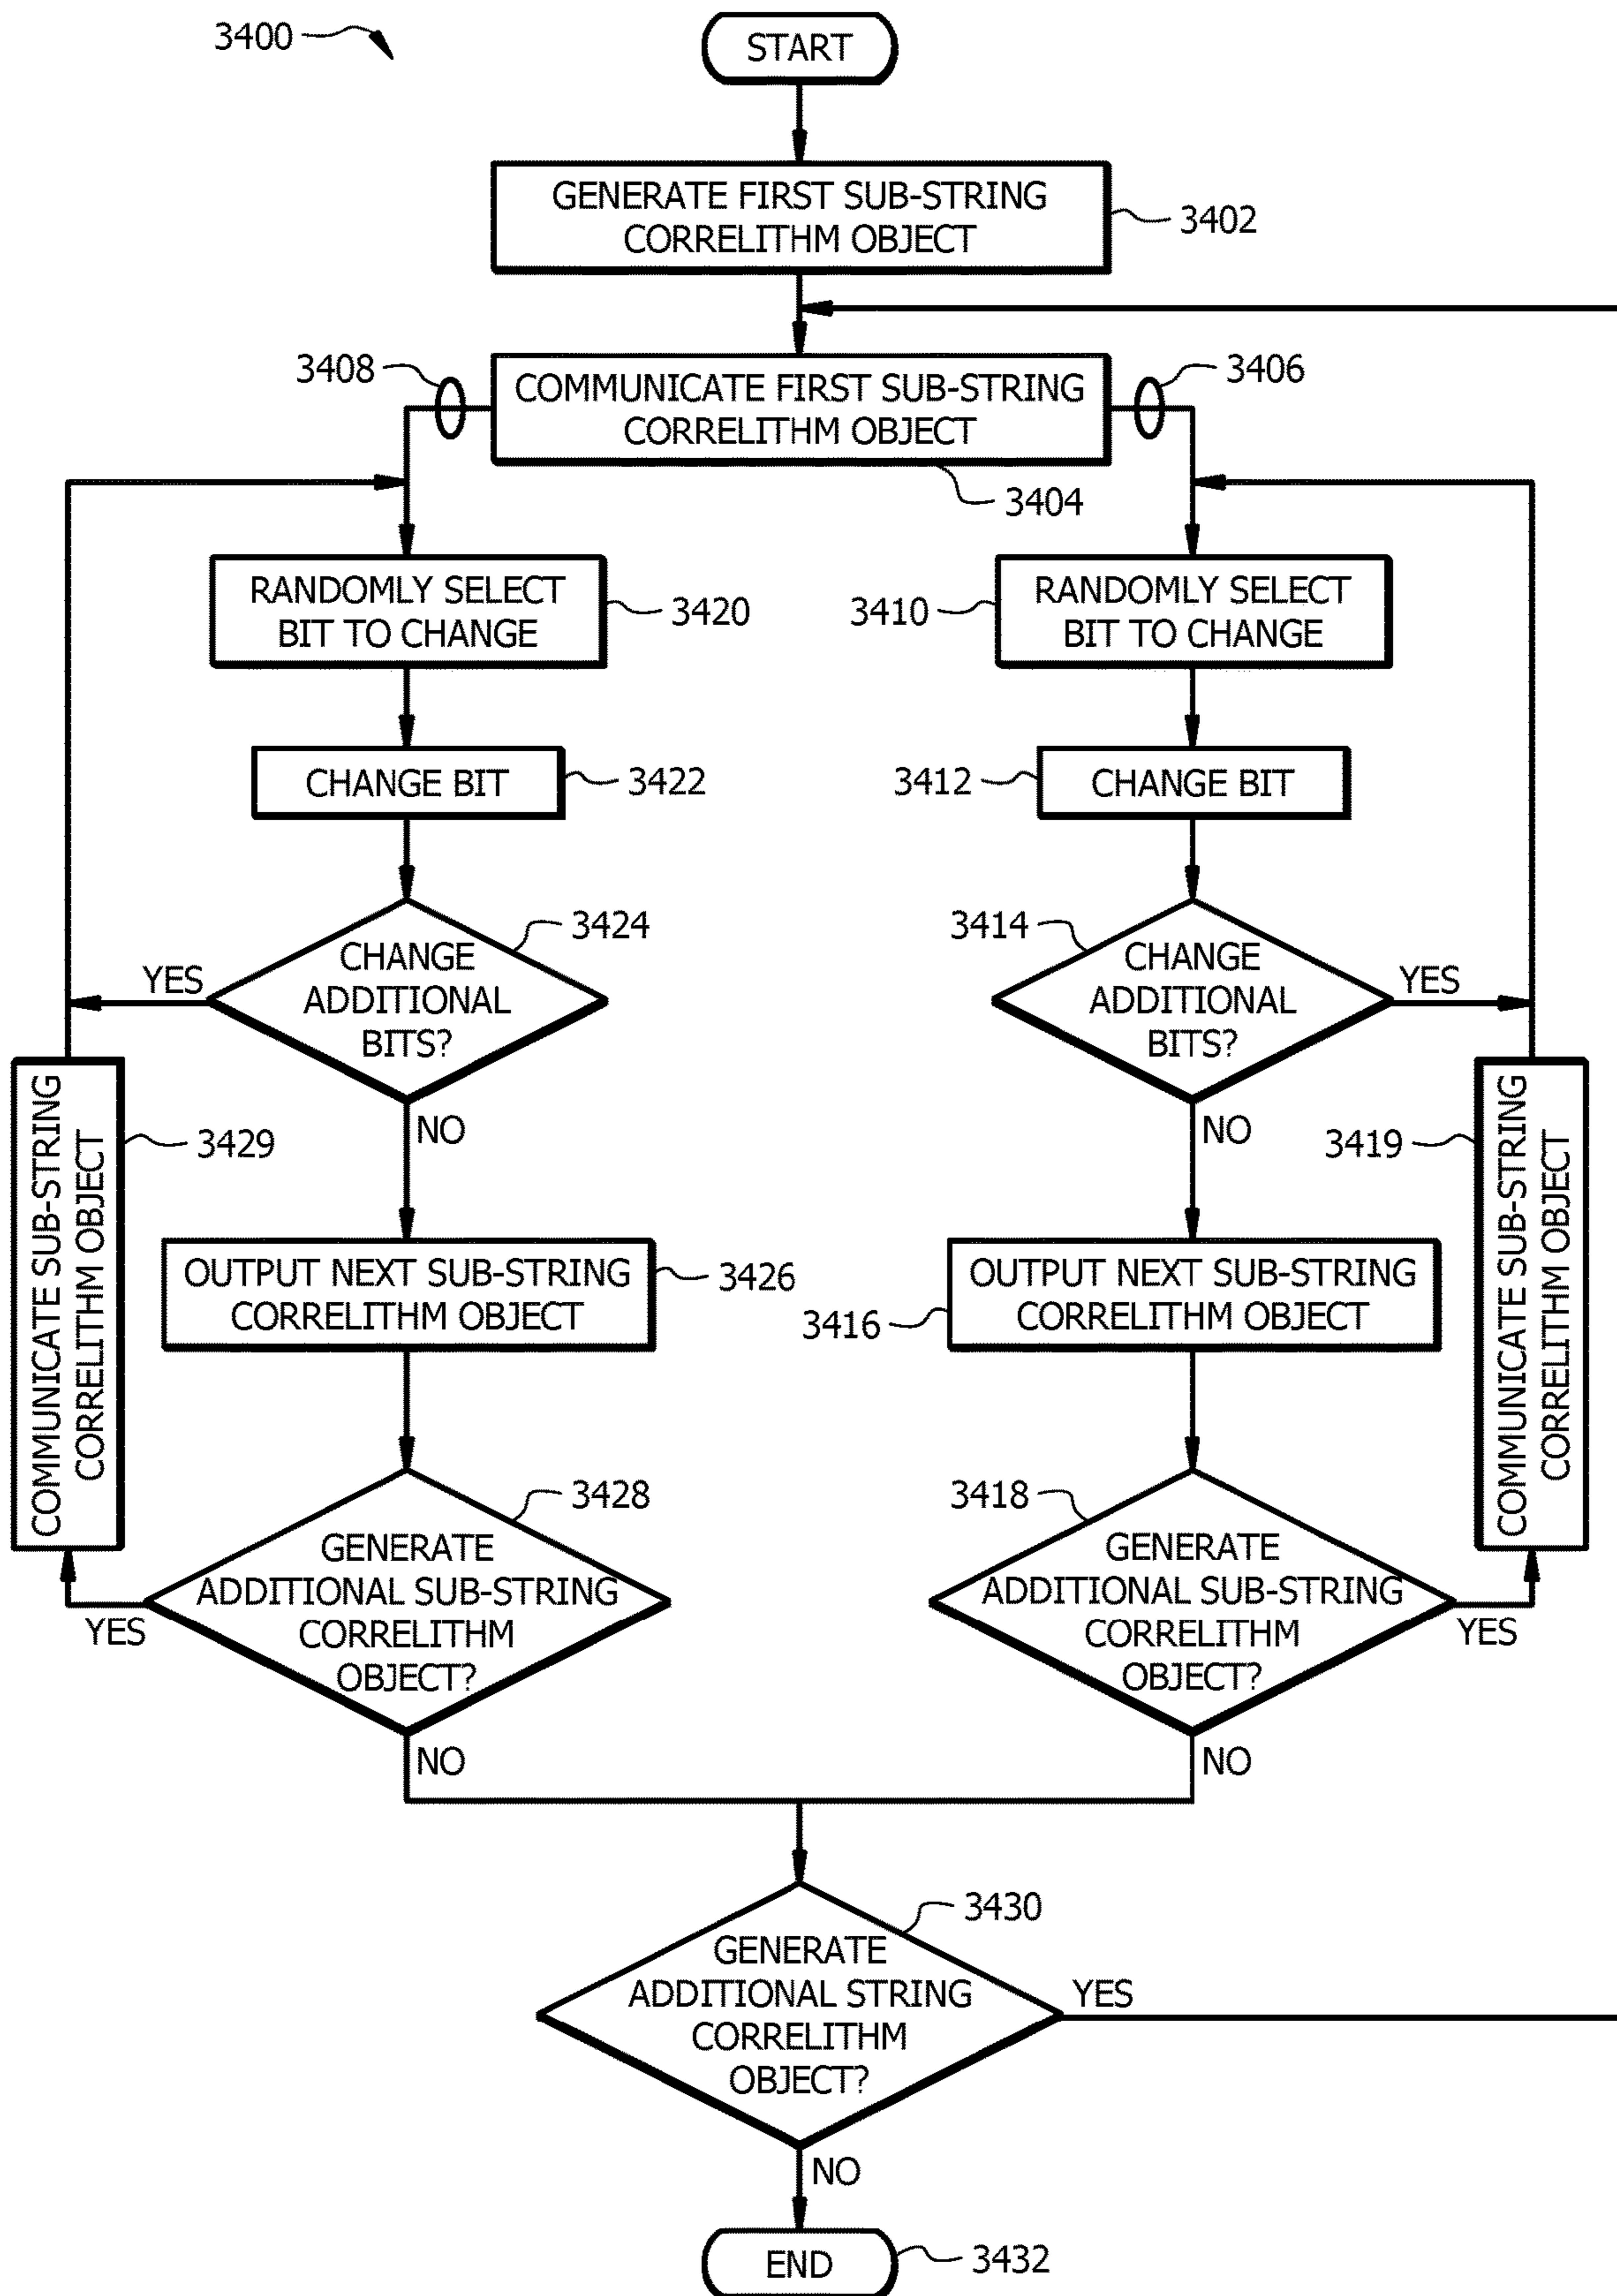 3400
START
GENERATE FIRST SUB-STRING
CORRELITHM OBJECT
3402
3408
COMMUNICATE FIRST SUB-STRING
CORRELITHM OBJECT
3406
3404
RANDOMLY SELECT
BIT TO CHANGE
3420
3410
RANDOMLY SELECT
BIT TO CHANGE
CHANGE BIT
3422
3412
CHANGE BIT
3424
CHANGE
ADDITIONAL
BITS?
YES
NO
3414
CHANGE
ADDITIONAL
BITS?
YES
NO
COMMUNICATE SUB-STRING
CORRELITHM OBJECT
3429
3419
COMMUNICATE SUB-STRING
CORRELITHM OBJECT
OUTPUT NEXT SUB-STRING
CORRELITHM OBJECT
3426
OUTPUT NEXT SUB-STRING
CORRELITHM OBJECT
3416
3428
GENERATE
ADDITIONAL SUB-STRING
CORRELITHM
OBJECT?
YES
NO
3418
GENERATE
ADDITIONAL SUB-STRING
CORRELITHM
OBJECT?
YES
NO
3430
GENERATE
ADDITIONAL STRING
CORRELITHM
OBJECT?
YES
NO
END
3432